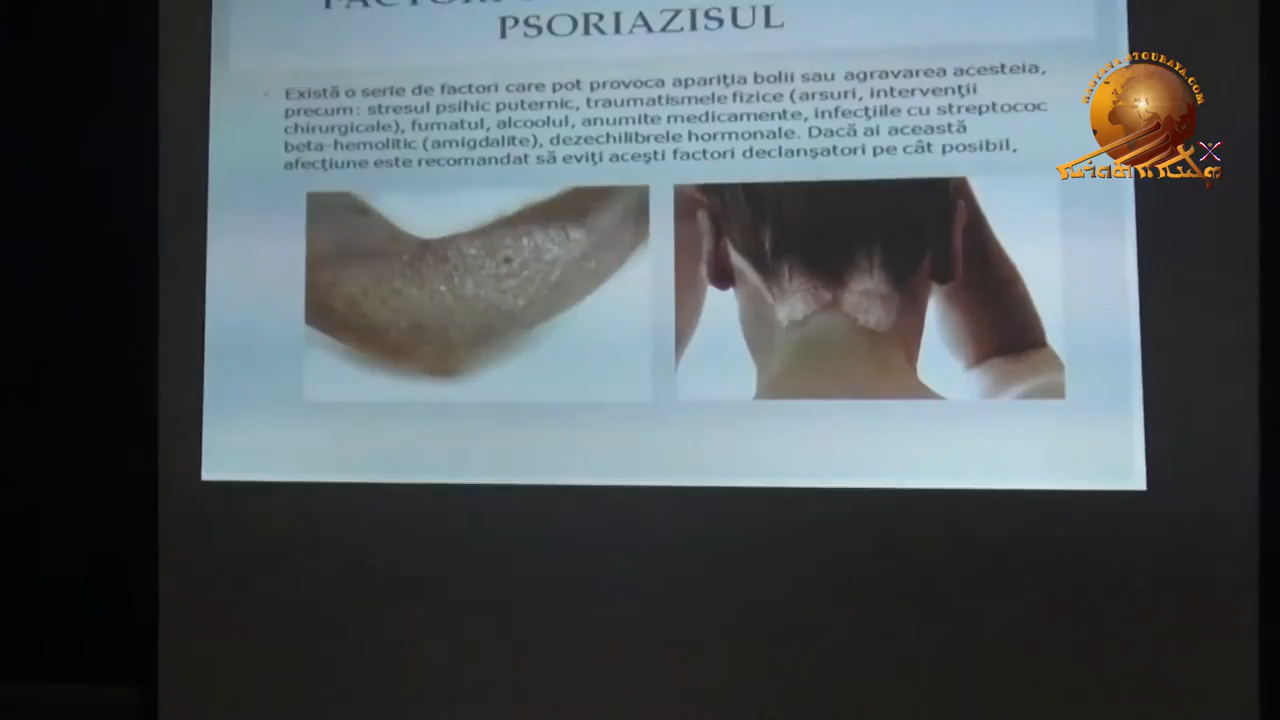 PSORIAZISUL
Există o serie de factori care pot provoca apariţia bolii sau agravarea acesteia,
precum: stresul psihic puternic, traumatismele fizice (arsuri, intervenţii
chirurgicale), fumatul, alcoolul, anumite medicamente, infecţiile cu streptococ
beta-hemolitic (amigdalite), dezechilibrele hormonale. Dacă ai această
afecţiune este recomandat să eviţi aceşti factori declanşatori pe cât posibil,